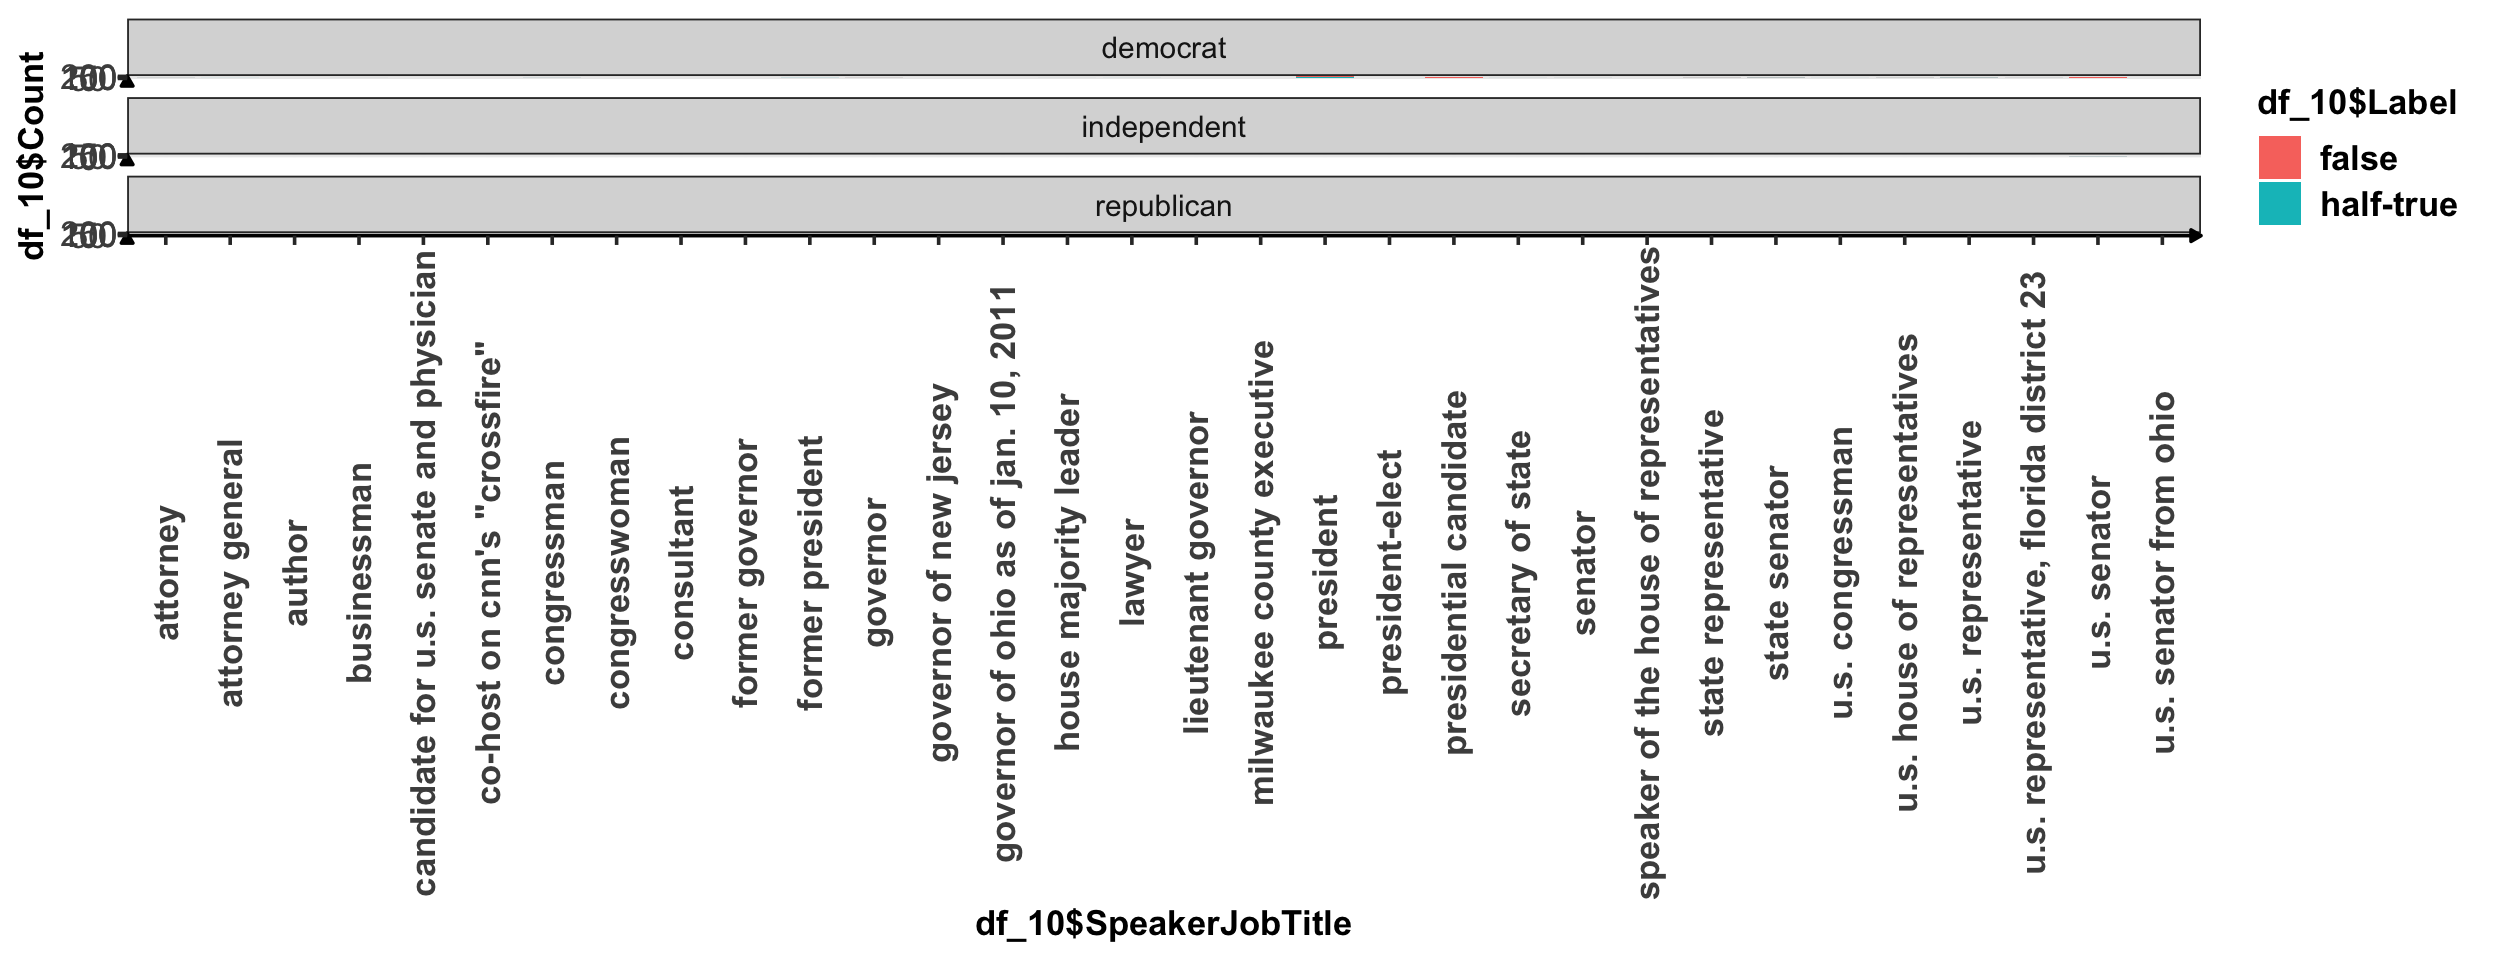 df_10$Count
democrat
independent
republican
attorney
attorney general
author
businessman
candidate for u.s. senate and physician
co-host on cnn's "crossfire"
congressman
congresswoman
consultant
former governor
former president
governor
governor of new jersey
governor of ohio as of jan. 10, 2011
house majority leader
lawyer
lieutenant governor
milwaukee county executive
president
president-elect
presidential candidate
secretary of state
senator
speaker of the house of representatives
state representative
state senator
u.s. congressman
u.s. house of representatives
u.s. representative
u.s. representative, florida district 23
u.s. senator
u.s. senator from ohio
df_10$SpeakerJobTitle
df_10$Label
false
half-true